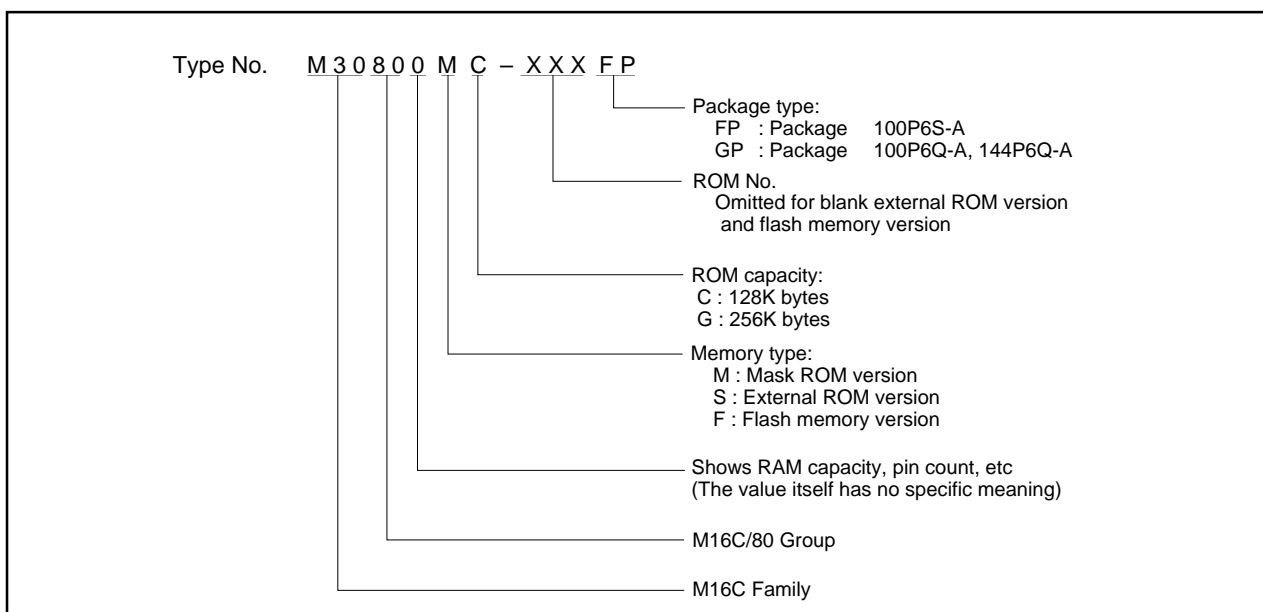 Type No. M 3 0 8 0 0 M C – X X X F P
Package type:
FP : Package 100P6S-A
GP : Package 100P6Q-A, 144P6Q-A
ROM No.
Omitted for blank external ROM version
and flash memory version
ROM capacity:
C : 128K bytes
G : 256K bytes
Memory type:
M : Mask ROM version
S : External ROM version
F : Flash memory version
Shows RAM capacity, pin count, etc
(The value itself has no specific meaning)
M16C/80 Group
M16C Family